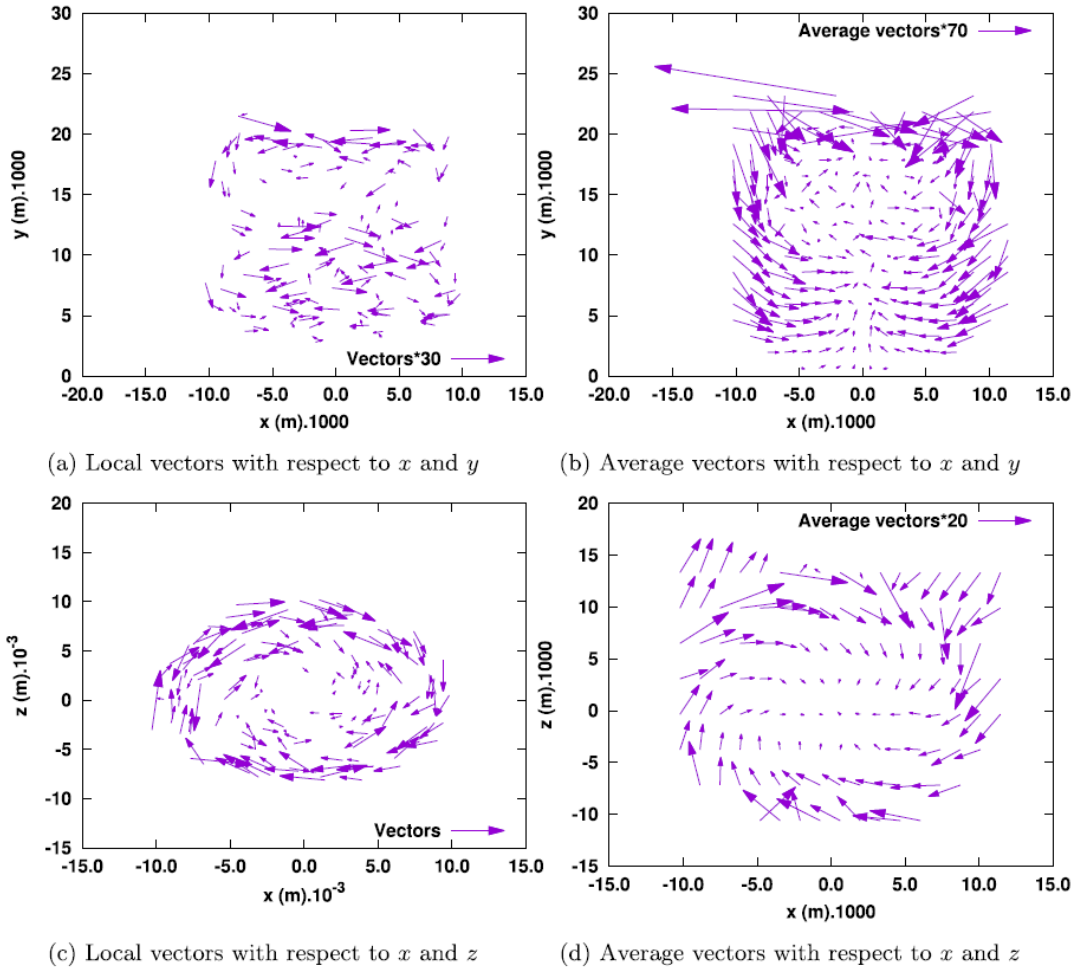 30
25
20
15
10
5
0
y (m).1000
Vectors*30
-20.0 -15.0 -10.0 -5.0 0.0 5.0 10.0 15.0
x (m).1000
(a) Local vectors with respect to x and y
30
25
20
15
10
5
0
y (m).1000
Average vectors*70
-20.0 -15.0 -10.0 -5.0 0.0 5.0 10.0 15.0
x (m).1000
(b) Average vectors with respect to x and y
20
15
10
5
0
-5
-10
-15
z (m).10⁻³
Vectors
-15.0 -10.0 -5.0 0.0 5.0 10.0 15.0
x (m).10⁻³
(c) Local vectors with respect to x and z
20
15
10
5
0
-5
-10
-15
z (m).1000
Average vectors*20
-15.0 -10.0 -5.0 0.0 5.0 10.0 15.0
x (m).1000
(d) Average vectors with respect to x and z